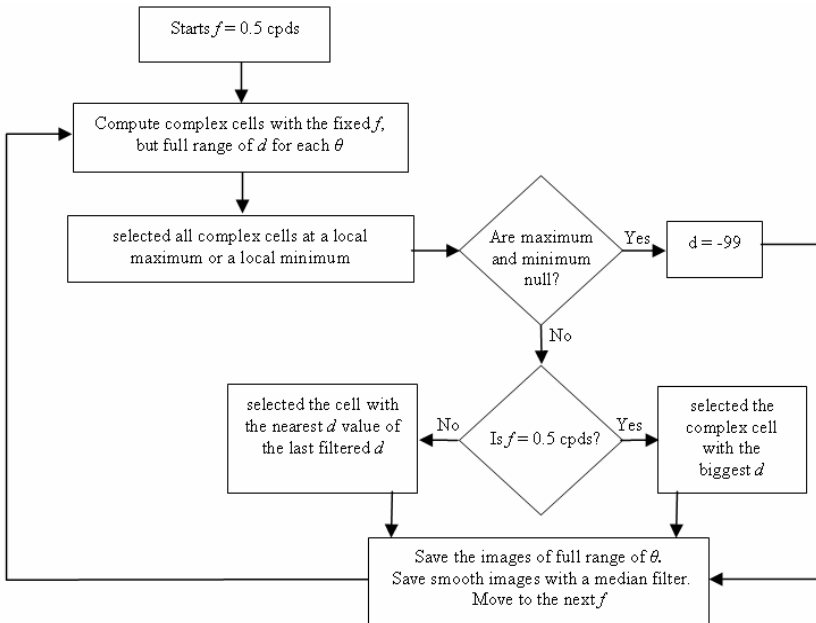 Starts f = 0.5 cpds
Compute complex cells with the fixed f,
but full range of d for each θ
selected all complex cells at a local
maximum or a local minimum
Are maximum
and minimum
null?
Yes
d = -99
No
selected the cell with
the nearest d value of
the last filtered d
No
Is f = 0.5 cpds?
Yes
selected the
complex cell
with the
biggest d
Save the images of full range of θ.
Save smooth images with a median filter.
Move to the next f